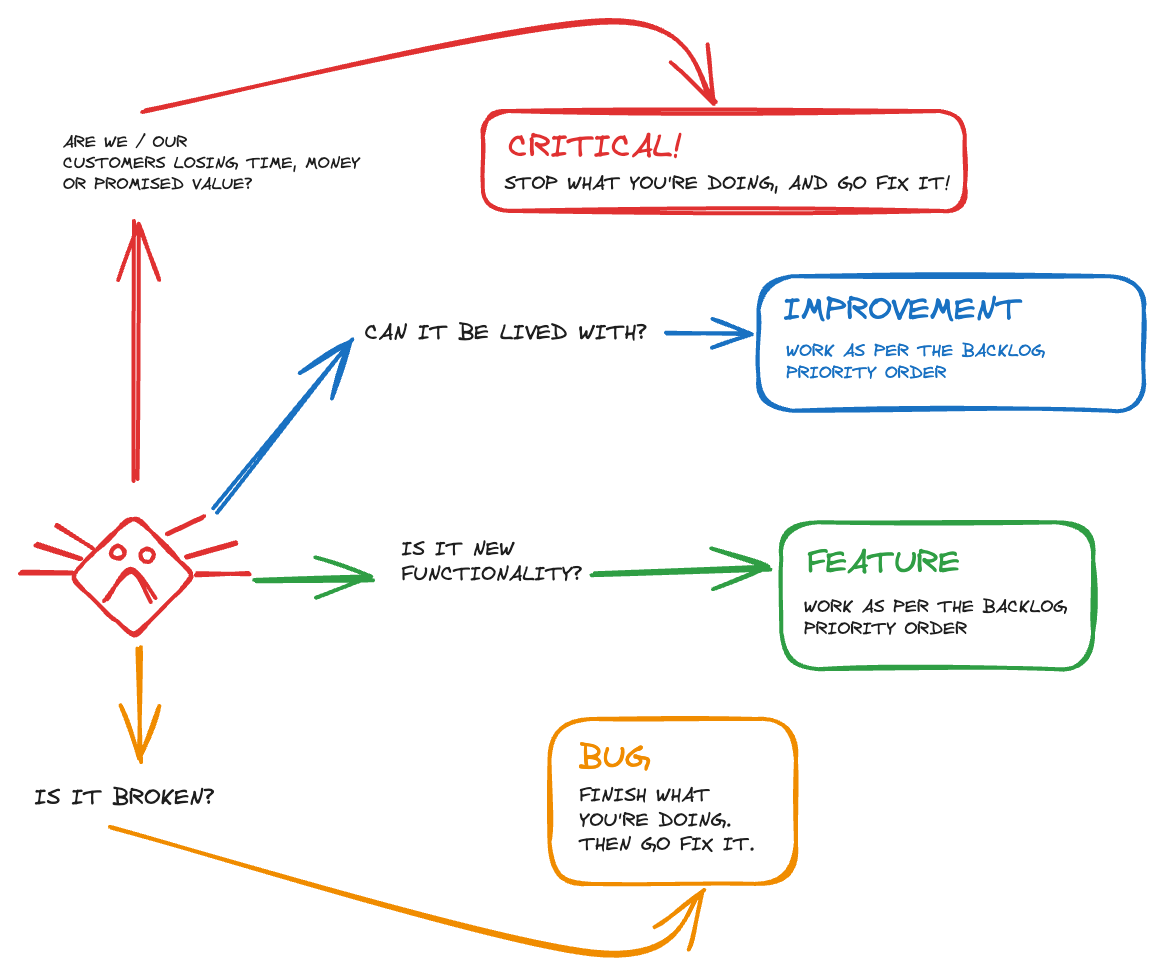 ARE WE / OUR
CUSTOMERS LOSING TIME, MONEY
OR PROMISED VALUE?
CRITICAL!
STOP WHAT YOU'RE DOING, AND GO FIX IT!
CAN IT BE LIVED WITH?
IMPROVEMENT
WORK AS PER THE BACKLOG
PRIORITY ORDER
IS IT NEW
FUNCTIONALITY?
FEATURE
WORK AS PER THE BACKLOG
PRIORITY ORDER
IS IT BROKEN?
BUG
FINISH WHAT
YOU'RE DOING.
THEN GO FIX IT.